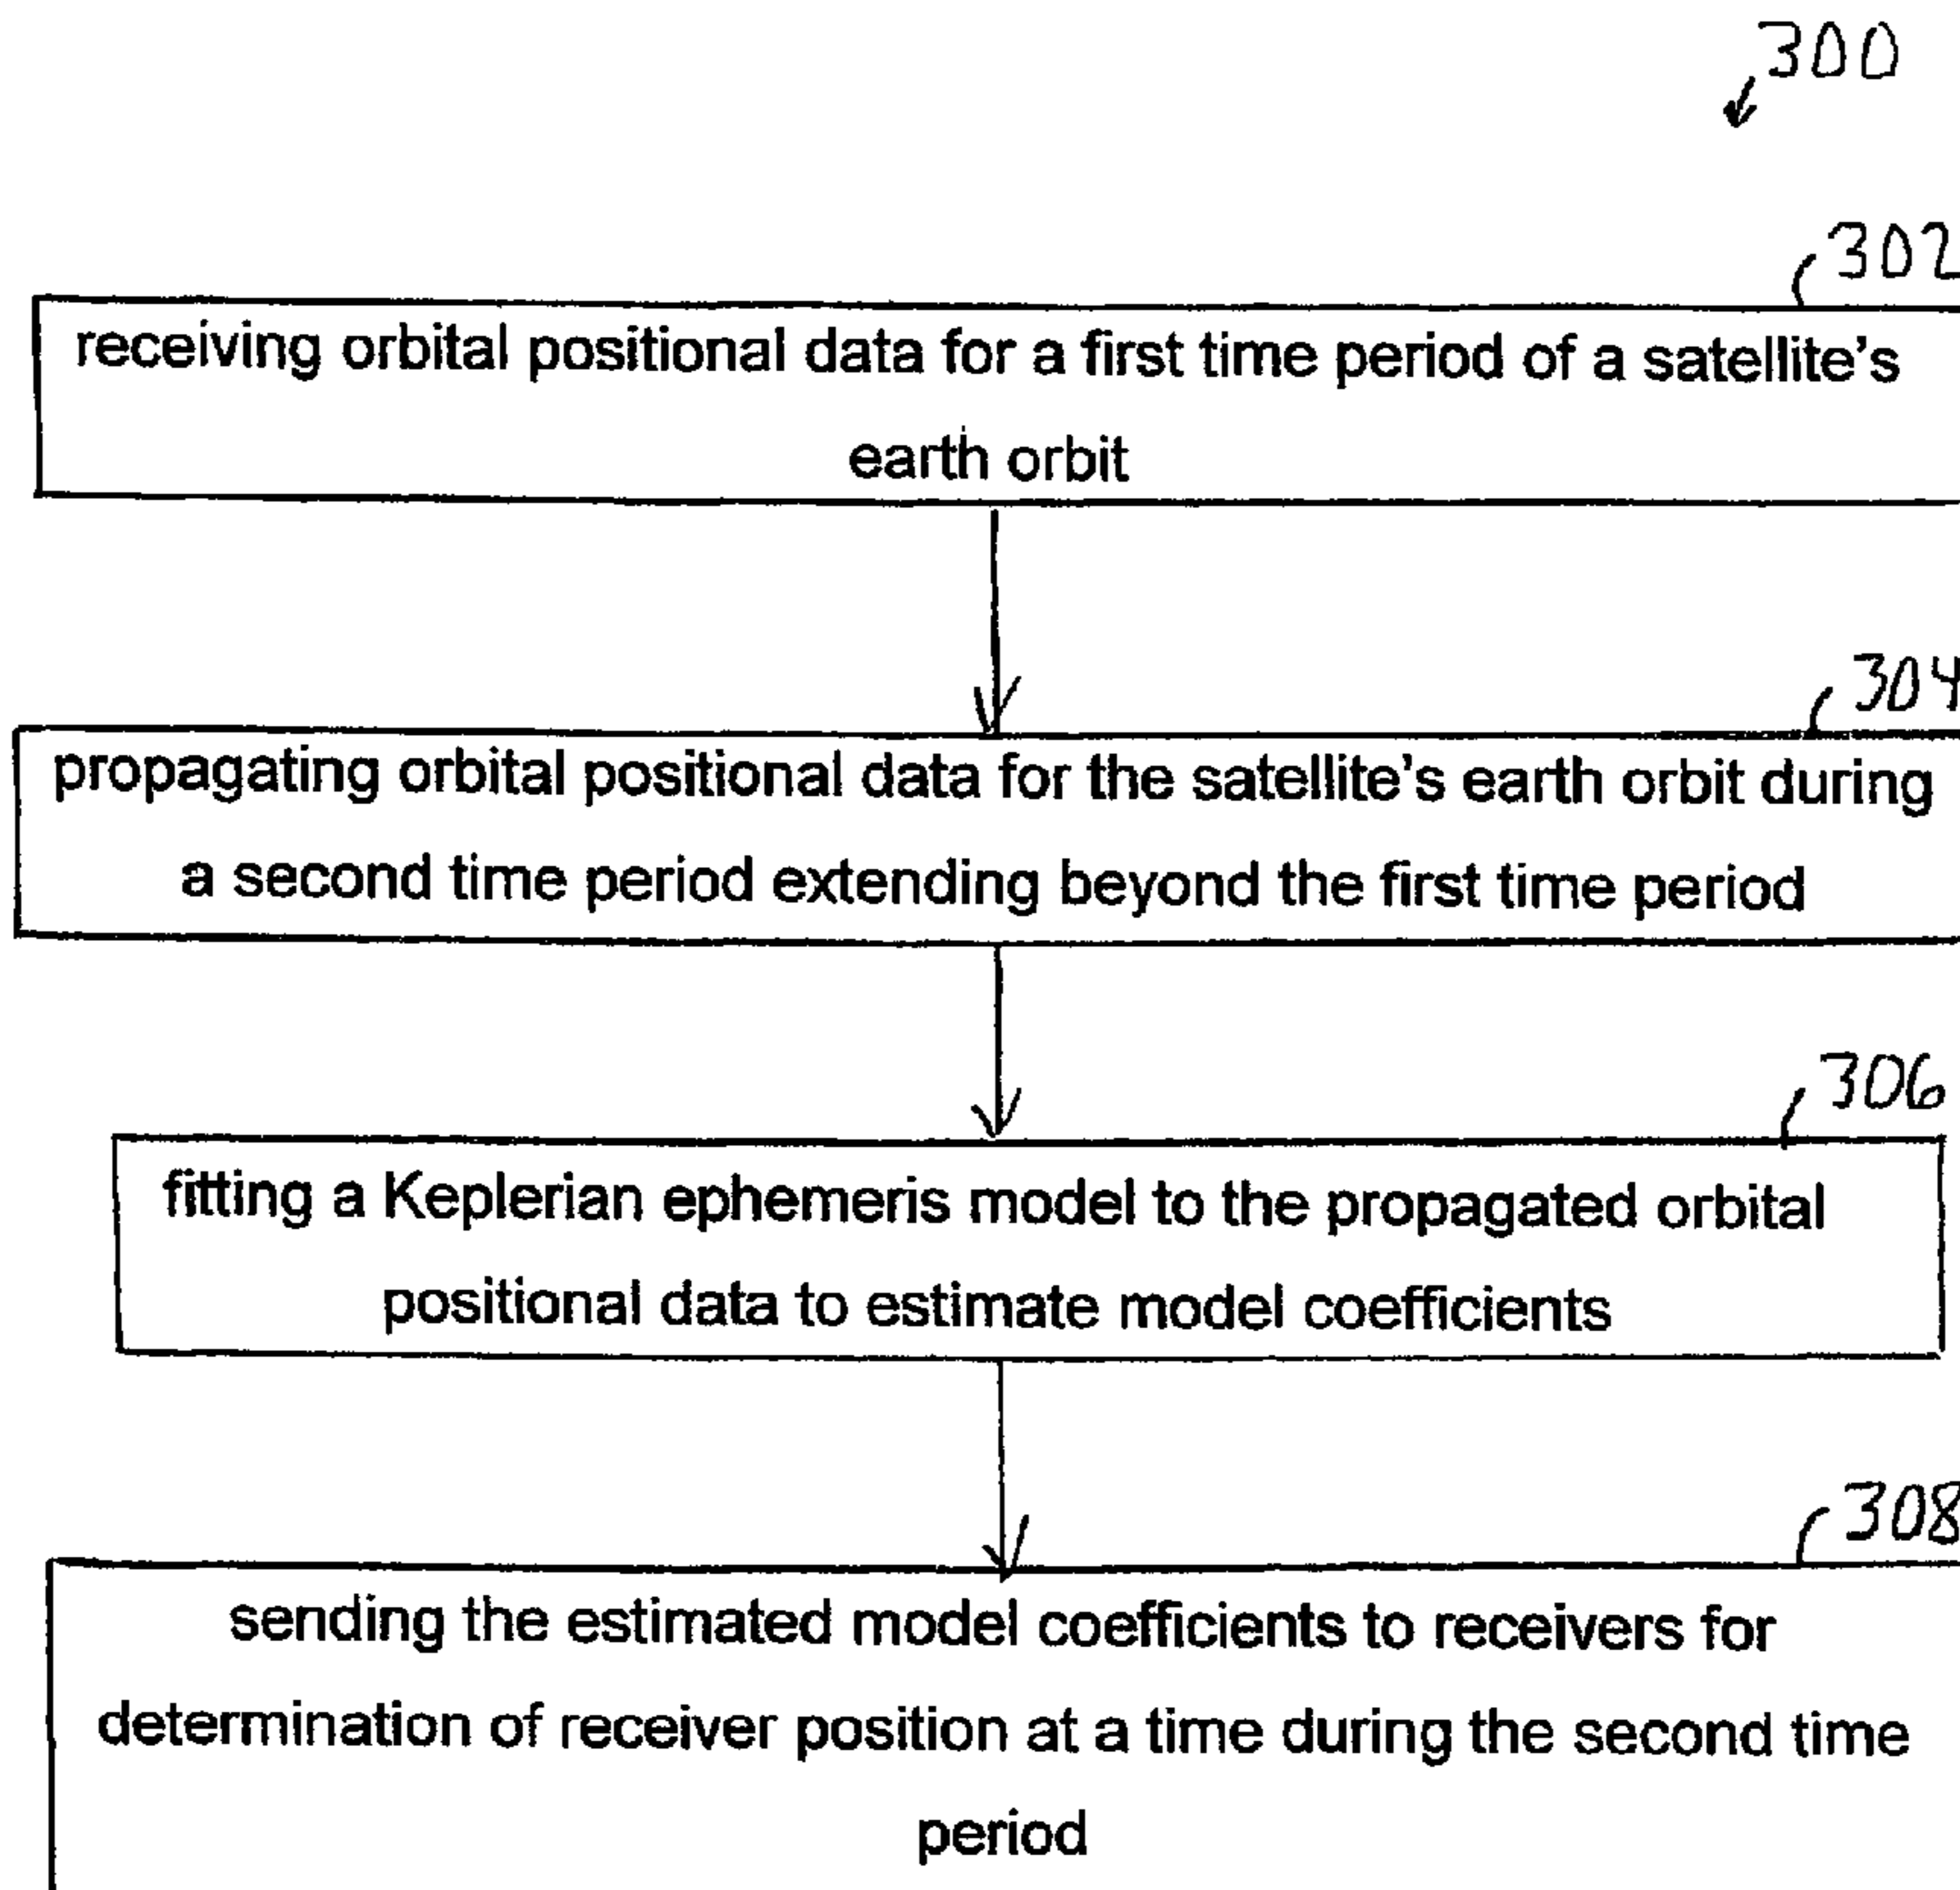 300
302
receiving orbital positional data for a first time period of a satellite's
earth orbit
304
propagating orbital positional data for the satellite's earth orbit during
a second time period extending beyond the first time period
306
fitting a Keplerian ephemeris model to the propagated orbital
positional data to estimate model coefficients
308
sending the estimated model coefficients to receivers for
determination of receiver position at a time during the second time
period